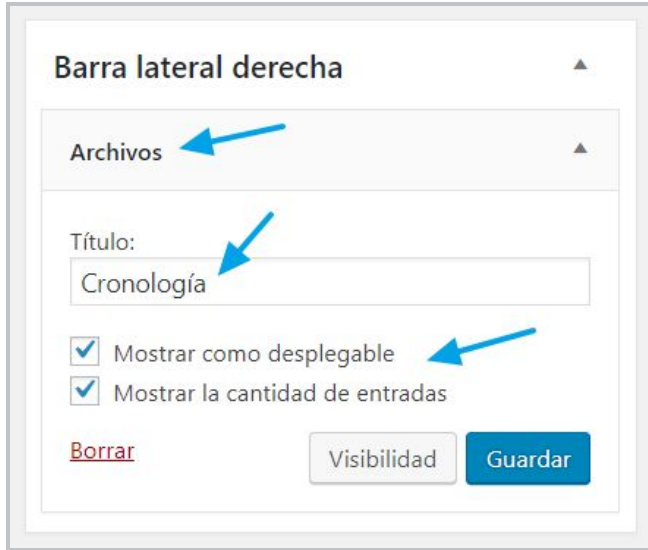 Barra lateral derecha
Archivos
Título:
Cronología
Mostrar como desplegable
Mostrar la cantidad de entradas
Borrar
Visibilidad
Guardar